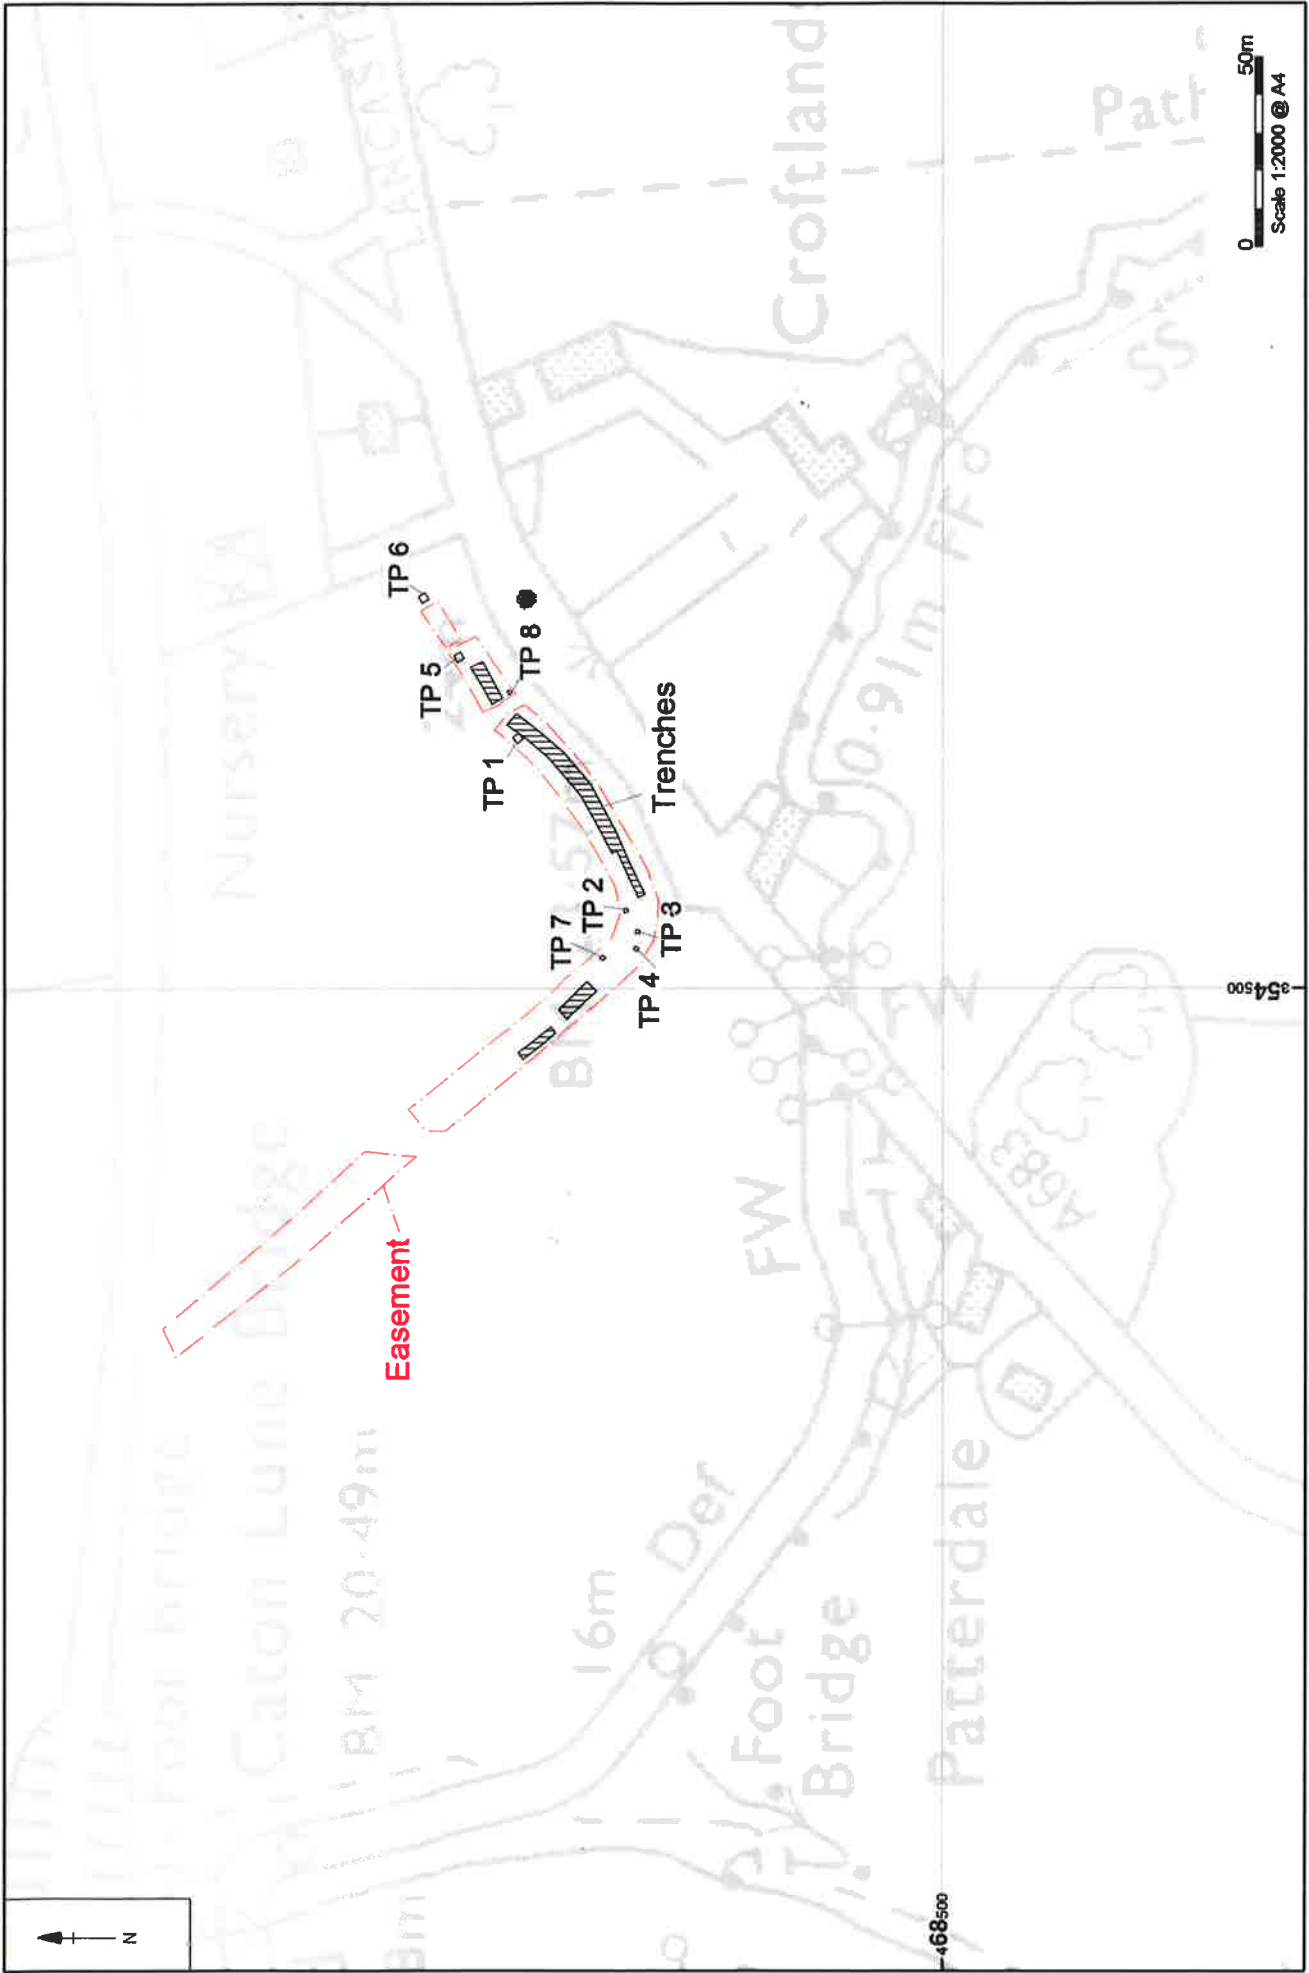 N
Foot Bridge
Caton Lune Bridge
BM 20·49m
Nursery
Easement
TP 6
TP 5
TP 8
TP 1
TP 7
TP 2
TP 3
TP 4
Trenches
16m
Def
FW
Foot
Bridge
Patterdale
A683
FW
0·91m FF
Croftlands
Path
SS
468500
354500
0 50m
Scale 1:2000 @ A4